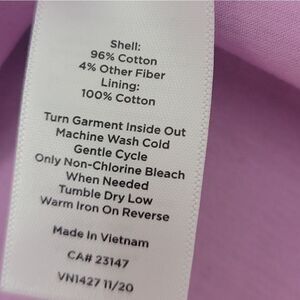 Shell:
96% Cotton
4% Other Fiber
Lining:
100% Cotton
Turn Garment Inside Out
Machine Wash Cold
Gentle Cycle
Only Non-Chlorine Bleach
When Needed
Tumble Dry Low
Warm Iron On Reverse
Made In Vietnam
CA# 23147
VN1427 11/20